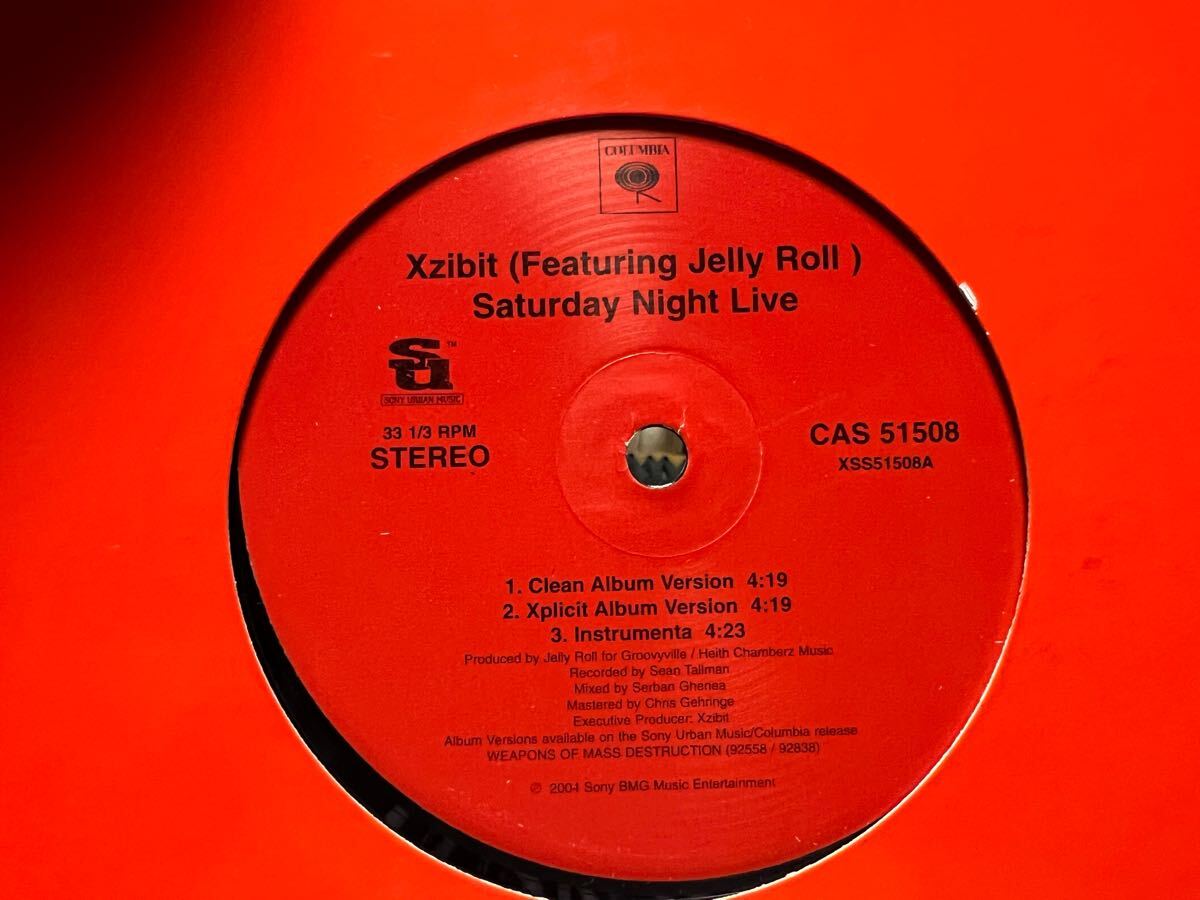 COLUMBIA
Xzibit (Featuring Jelly Roll )
Saturday Night Live
SU™
SONY URBAN MUSIC
33 1/3 RPM
STEREO
CAS 51508
XSS51508A
1. Clean Album Version 4:19
2. Xplicit Album Version 4:19
3. Instrumenta 4:23
Produced by Jelly Roll for Groovyville / Heith Chamberz Music
Recorded by Sean Tallman
Mixed by Serban Ghenea
Mastered by Chris Gehringe
Executive Producer: Xzibit
Album Versions available on the Sony Urban Music/Columbia release
WEAPONS OF MASS DESTRUCTION (92558 / 92838)
℗ 2004 Sony BMG Music Entertainment